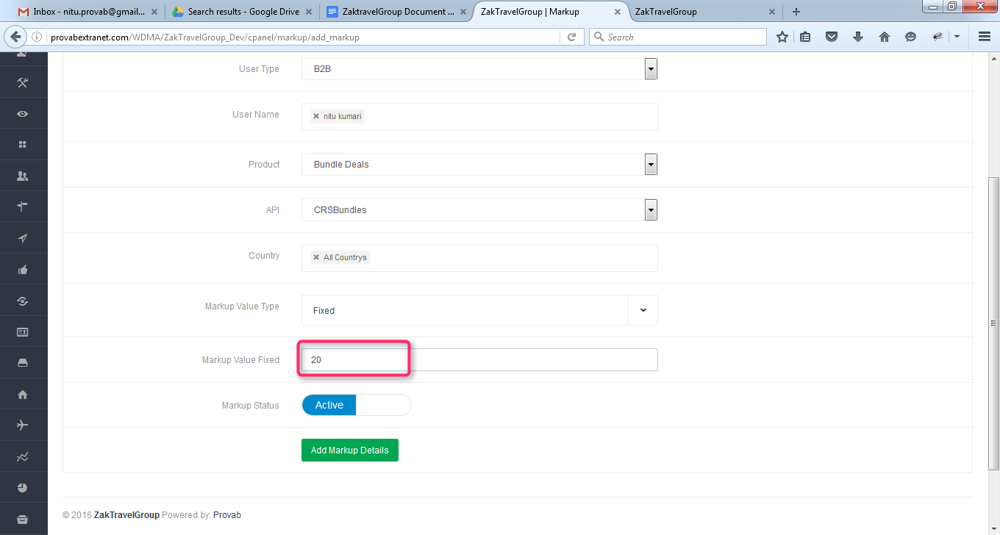 Inbox - nitu.provab@gmail...
Search results - Google Drive
ZaktravelGroup Document ...
ZakTravelGroup | Markup
ZakTravelGroup
provabextranet.com/WDMA/ZakTravelGroup_Dev/cpanel/markup/add_markup
Search
User Type B2B
User Name nitu kumari
Product Bundle Deals
API CRSBundles
Country All Countrys
Markup Value Type Fixed
Markup Value Fixed 20
Markup Status Active
Add Markup Details
© 2016 ZakTravelGroup Powered by: Provab